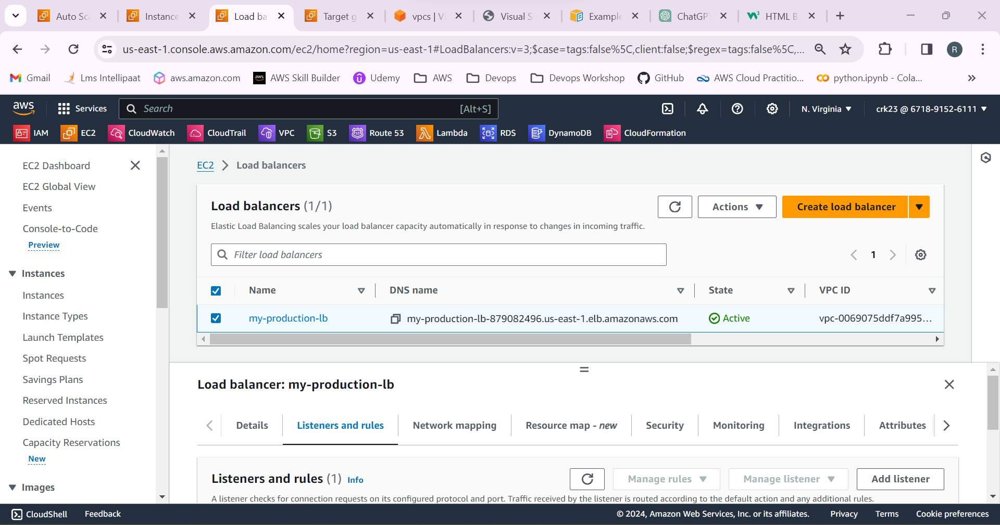 Auto Sc
Instance
Load ba
Target g
vpcs | V
Visual S
Example
ChatGP
HTML B
us-east-1.console.aws.amazon.com/ec2/home?region=us-east-1#LoadBalancers:v=3;$case=tags:false%5C,client:false;$regex=tags:false%5C,...
R
Gmail
Lms Intellipaat
aws.amazon.com
aws
AWS Skill Builder
Udemy
AWS
Devops
Devops Workshop
GitHub
AWS Cloud Practitio...
python.ipynb - Cola...
aws
Services
Search
[Alt+S]
N. Virginia
crk23 @ 6718-9152-6111
IAM
EC2
CloudWatch
CloudTrail
VPC
S3
Route 53
Lambda
RDS
DynamoDB
CloudFormation
EC2 Dashboard
EC2 Global View
Events
Console-to-Code
Preview
Instances
Instances
Instance Types
Launch Templates
Spot Requests
Savings Plans
Reserved Instances
Dedicated Hosts
Capacity Reservations
New
Images
EC2
Load balancers
Load balancers (1/1)
Actions
Create load balancer
Elastic Load Balancing scales your load balancer capacity automatically in response to changes in incoming traffic.
Filter load balancers
1
Name
DNS name
State
VPC ID
my-production-lb
my-production-lb-879082496.us-east-1.elb.amazonaws.com
Active
vpc-0069075ddf7a995...
Load balancer: my-production-lb
Details
Listeners and rules
Network mapping
Resource map - new
Security
Monitoring
Integrations
Attributes
Listeners and rules (1) Info
Manage rules
Manage listener
Add listener
A listener checks for connection requests on its configured protocol and port. Traffic received by the listener is routed according to the default action and any additional rules.
CloudShell
Feedback
© 2024, Amazon Web Services, Inc. or its affiliates.
Privacy
Terms
Cookie preferences